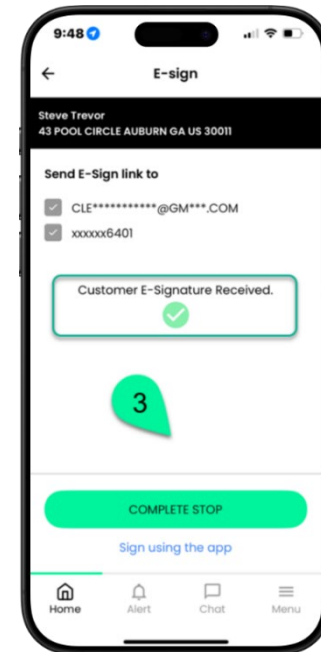 9:48
E-sign
Steve Trevor
43 POOL CIRCLE AUBURN GA US 30011
Send E-Sign link to
CLE***********@GM***.COM
xxxxxx6401
Customer E-Signature Received.
3
COMPLETE STOP
Sign using the app
Home Alert Chat Menu